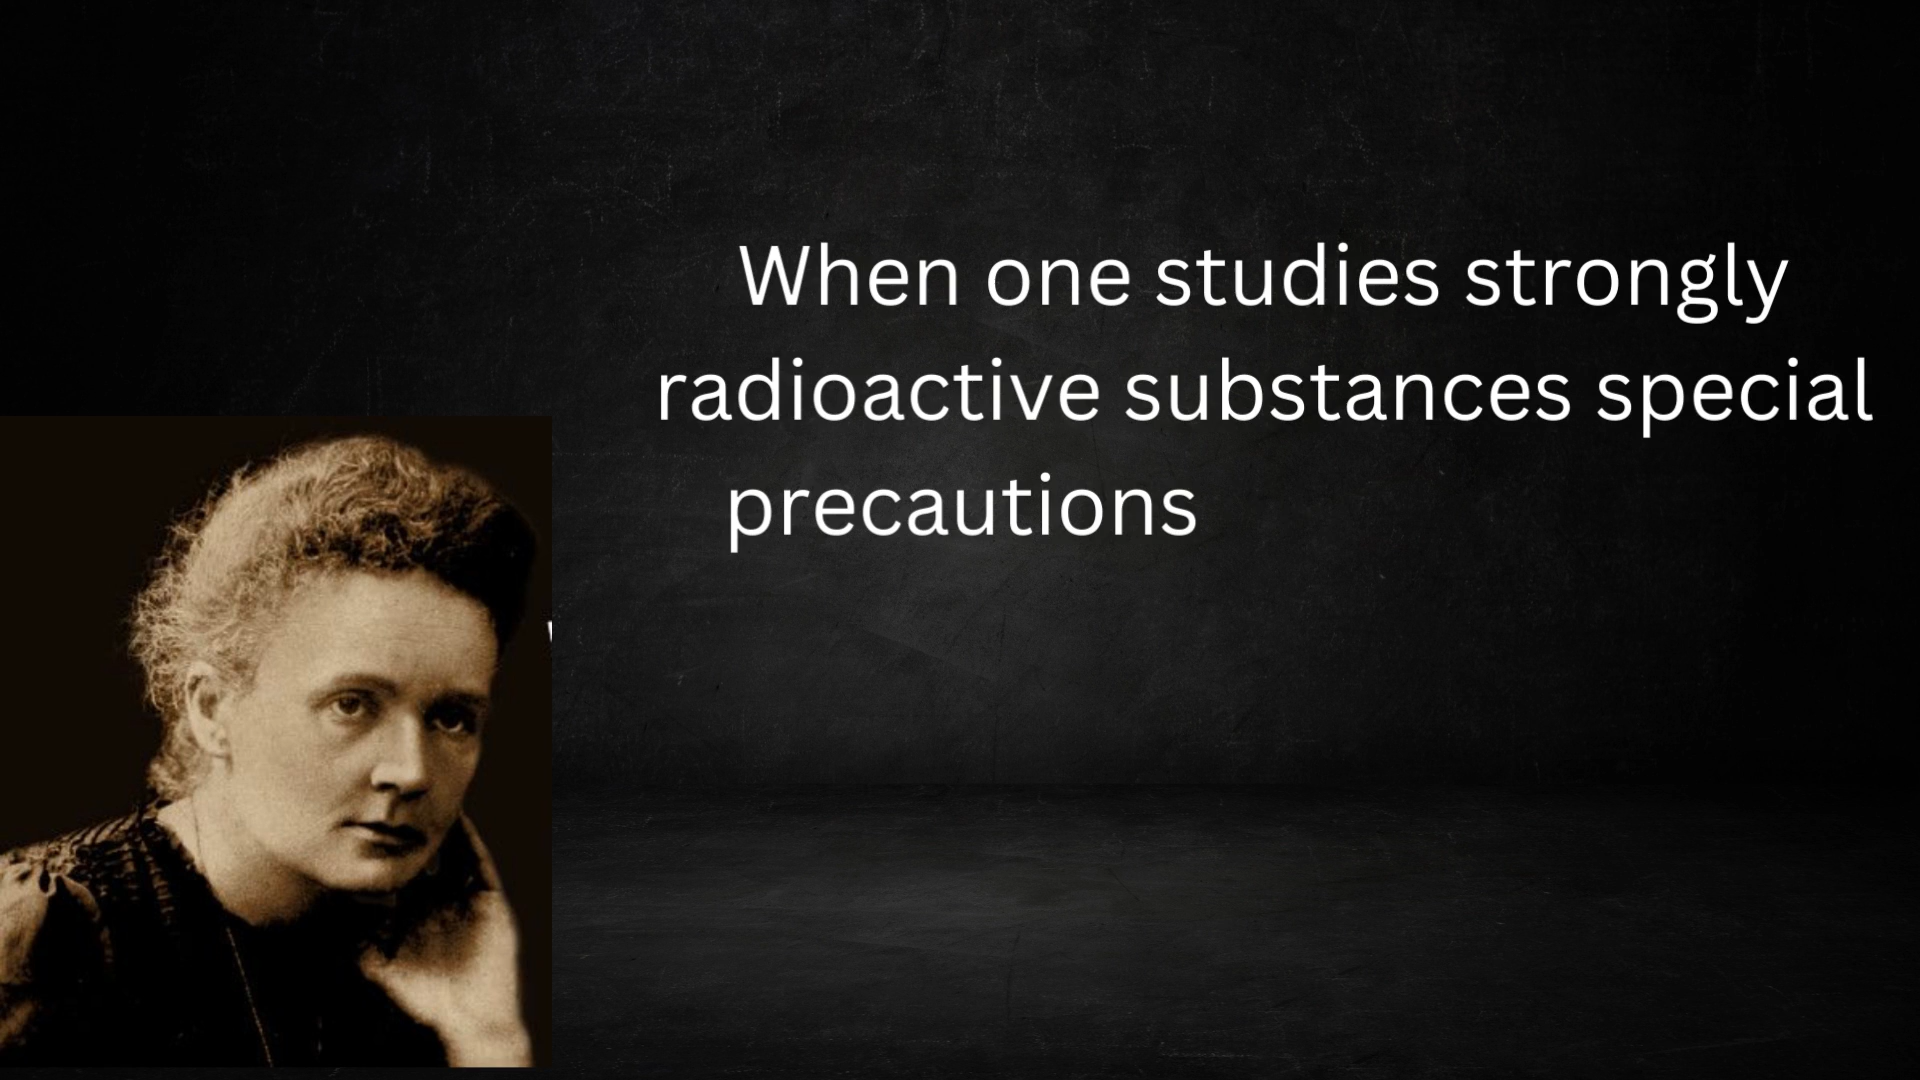 When one studies strongly
radioactive substances special
precautions